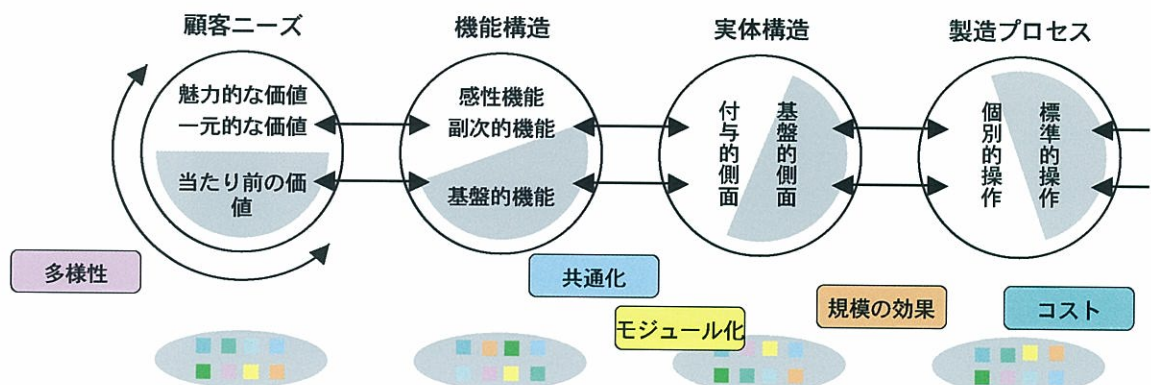 顧客ニーズ
機能構造
実体構造
製造プロセス
魅力的な価値
一元的な価値
当たり前の価
値
感性機能
副次的機能
基盤的機能
付与的側面
基盤的側面
個別的操作
標準的操作
多様性
共通化
モジュール化
規模の効果
コスト